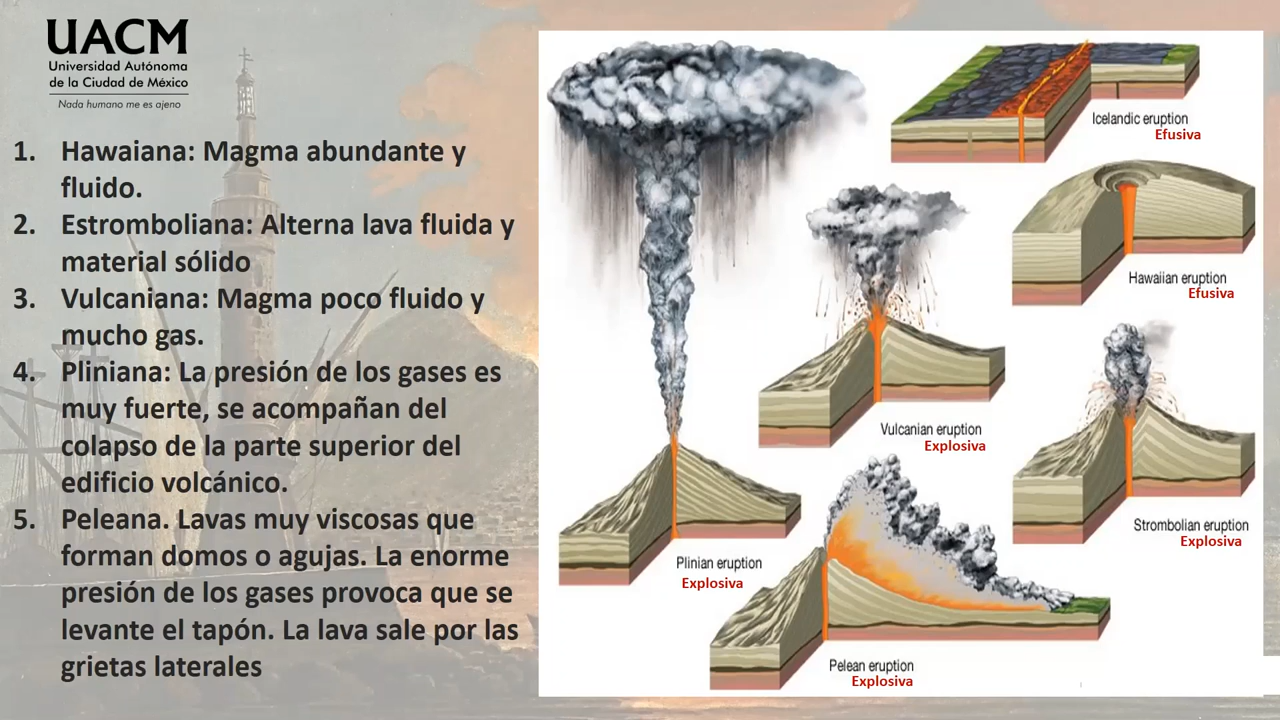 UACM
Universidad Autónoma
de la Ciudad de México
Nada humano me es ajeno
1. Hawaiana: Magma abundante y
fluido.
2. Estromboliana: Alterna lava fluida y
material sólido
3. Vulcaniana: Magma poco fluido y
mucho gas.
4. Pliniana: La presión de los gases es
muy fuerte, se acompañan del
colapso de la parte superior del
edificio volcánico.
5. Peleana. Lavas muy viscosas que
forman domos o agujas. La enorme
presión de los gases provoca que se
levante el tapón. La lava sale por las
grietas laterales
Icelandic eruption
Efusiva
Hawaiian eruption
Efusiva
Vulcanian eruption
Explosiva
Strombolian eruption
Explosiva
Plinian eruption
Explosiva
Pelean eruption
Explosiva